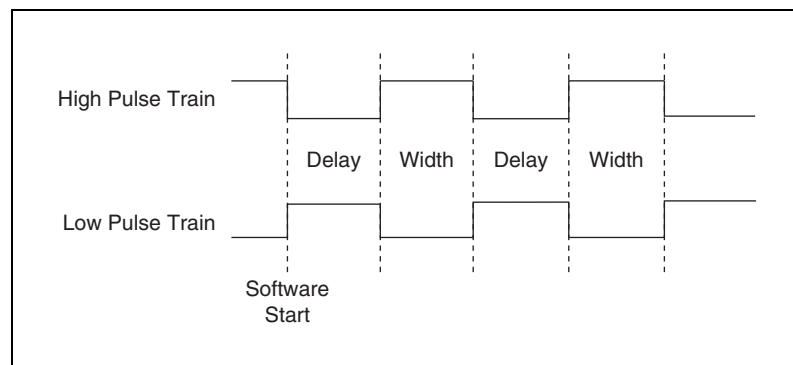 High Pulse Train
Delay Width Delay Width
Low Pulse Train
Software
Start